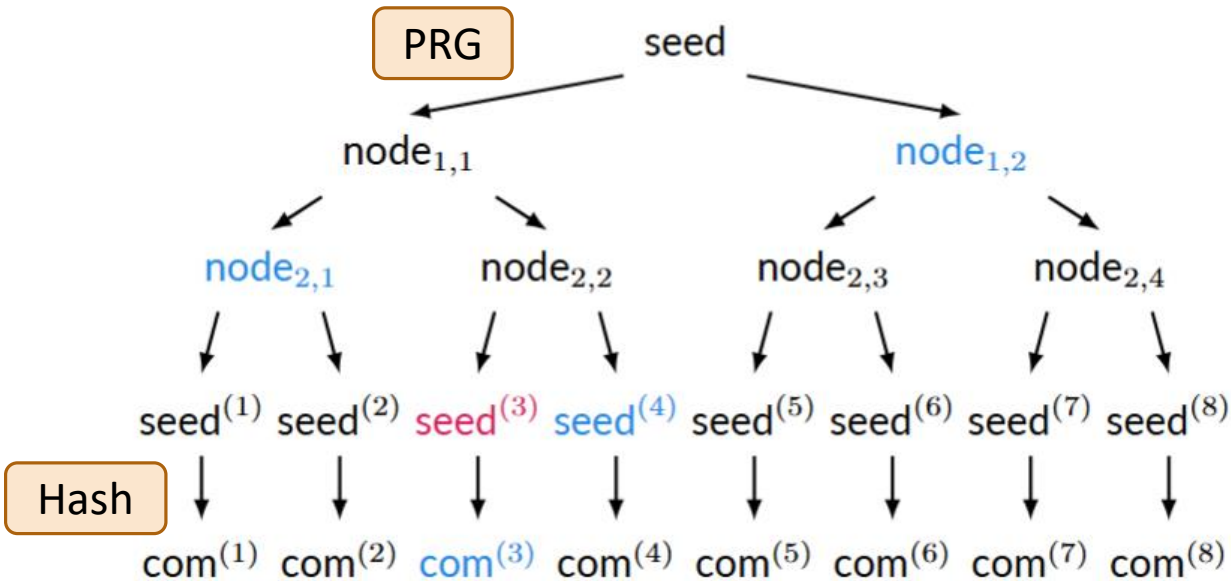 PRG seed
node₁,₁ node₁,₂
node₂,₁ node₂,₂ node₂,₃ node₂,₄
seed⁽¹⁾ seed⁽²⁾ seed⁽³⁾ seed⁽⁴⁾ seed⁽⁵⁾ seed⁽⁶⁾ seed⁽⁷⁾ seed⁽⁸⁾
Hash
com⁽¹⁾ com⁽²⁾ com⁽³⁾ com⁽⁴⁾ com⁽⁵⁾ com⁽⁶⁾ com⁽⁷⁾ com⁽⁸⁾